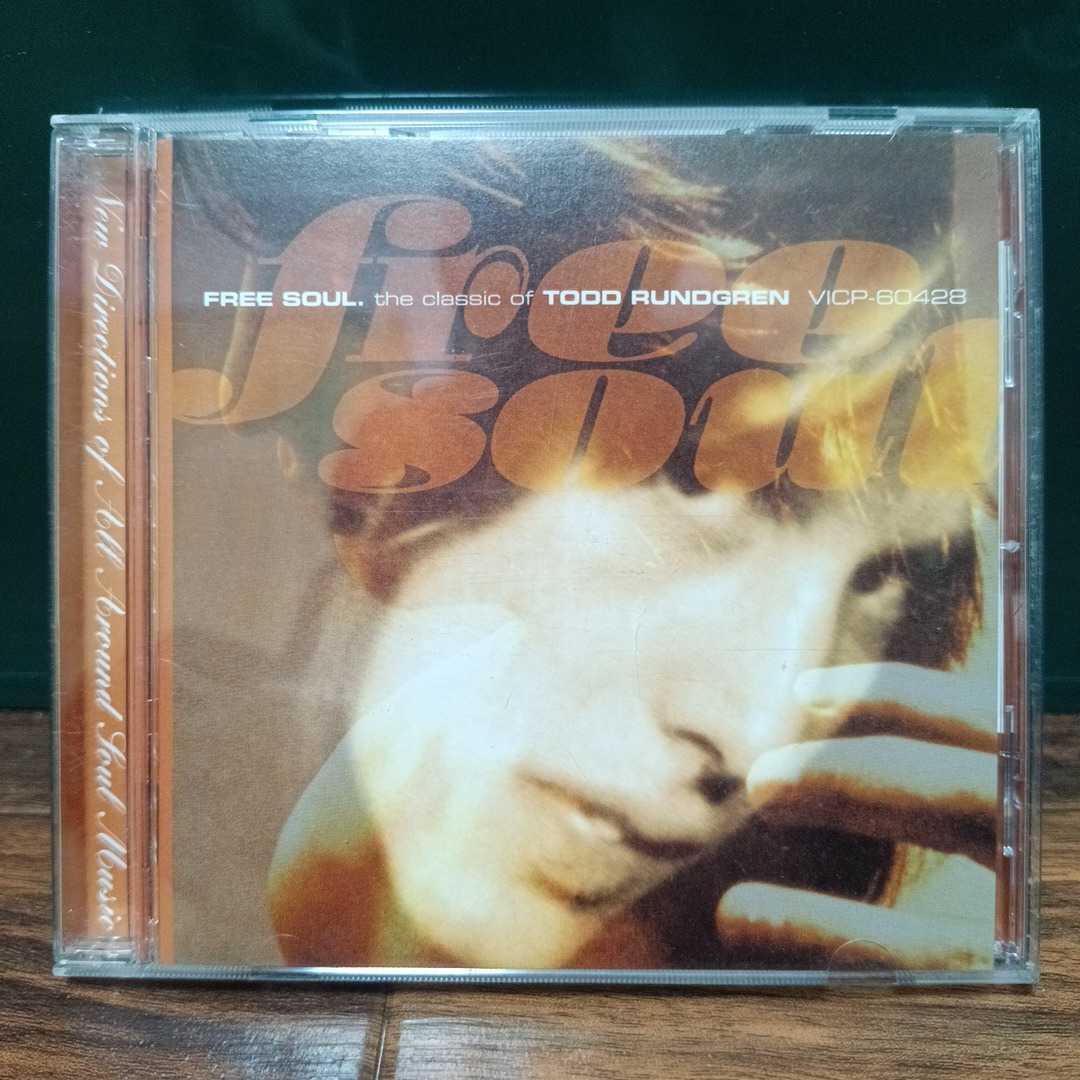 free
soul
FREE SOUL. the classic of TODD RUNDGREN VICP-60428
New Directions of All Around Soul Music